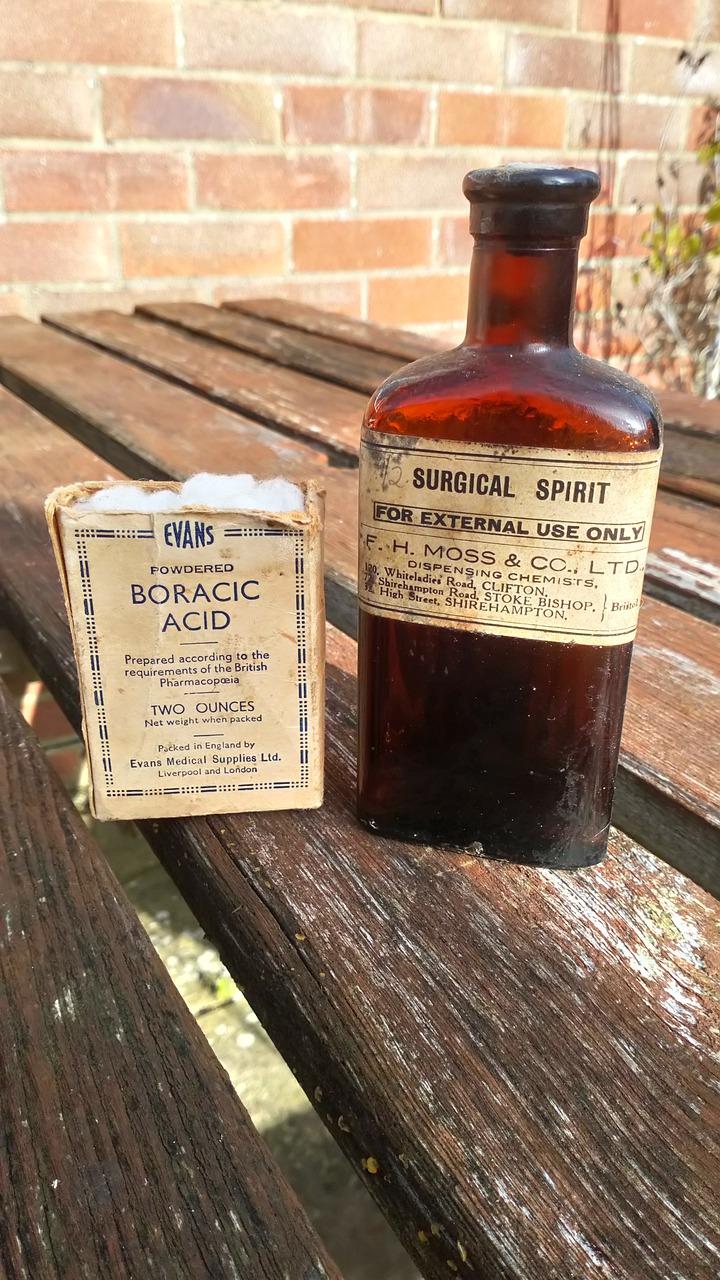 EVANS
POWDERED
BORACIC
ACID
Prepared according to the
requirements of the British
Pharmacopœia
TWO OUNCES
Net weight when packed
Packed in England by
Evans Medical Supplies Ltd.
Liverpool and London
SURGICAL SPIRIT
FOR EXTERNAL USE ONLY
F. H. MOSS & CO., LTD.
DISPENSING CHEMISTS,
Whiteladies Road, CLIFTON,
Shirehampton Road, STOKE BISHOP. } Bristol
High Street, SHIREHAMPTON,